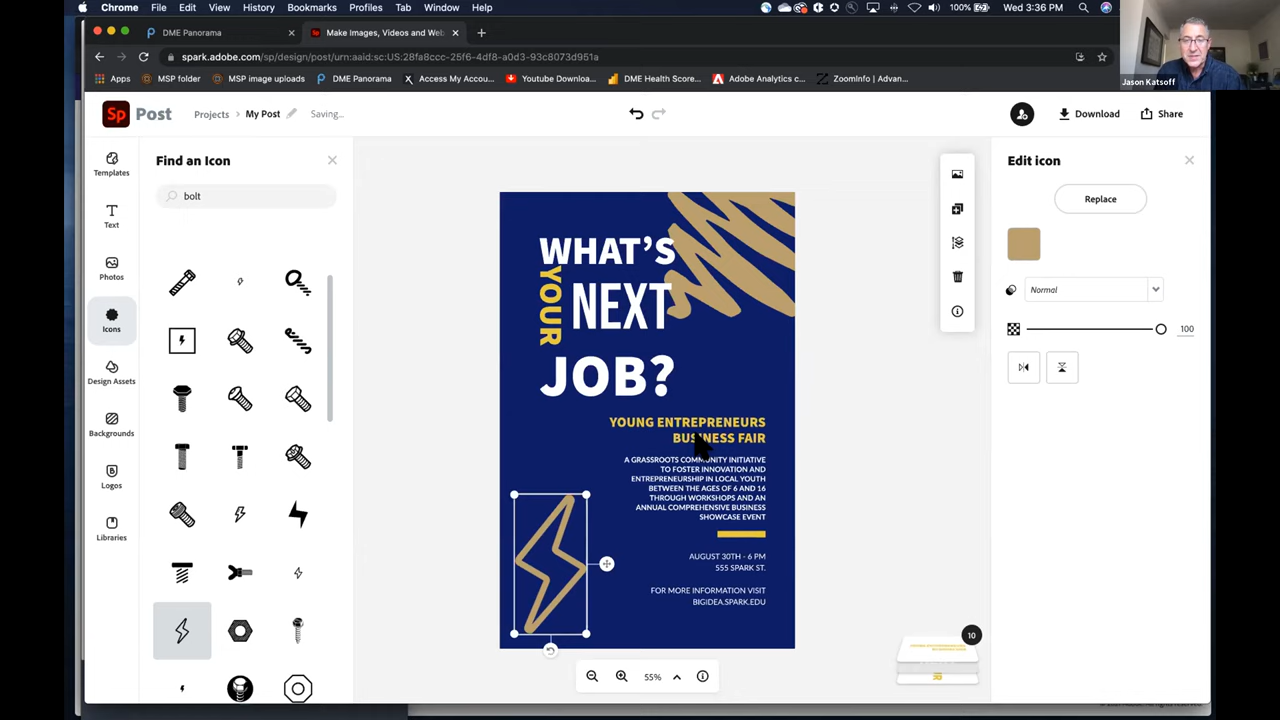 Chrome File Edit View History Bookmarks Profiles Tab Window Help 100% Wed 3:36 PM
DME Panorama Make Images, Videos and Web
spark.adobe.com/sp/design/post/urn:aaid:sc:US:28fa8ccc-25f6-4df8-a0d3-93c8073d951a
Apps MSP folder MSP image uploads DME Panorama Access My Accou... Youtube Downloa... DME Health Score... Adobe Analytics c... ZoomInfo | Advan...
Jason Katsoff
Sp Post Projects > My Post Saving... Download Share
Templates
Text
Photos
Icons
Design Assets
Backgrounds
Logos
Libraries
Find an Icon
bolt
WHAT'S
YOUR
NEXT
JOB?
YOUNG ENTREPRENEURS
BUSINESS FAIR
A GRASSROOTS COMMUNITY INITIATIVE
TO FOSTER INNOVATION AND
ENTREPRENEURSHIP IN LOCAL YOUTH
BETWEEN THE AGES OF 6 AND 16
THROUGH WORKSHOPS AND AN
ANNUAL COMPREHENSIVE BUSINESS
SHOWCASE EVENT
AUGUST 30TH - 6 PM
555 SPARK ST.
FOR MORE INFORMATION VISIT
BIGIDEA.SPARK.EDU
55%
10
Edit icon
Replace
Normal
100